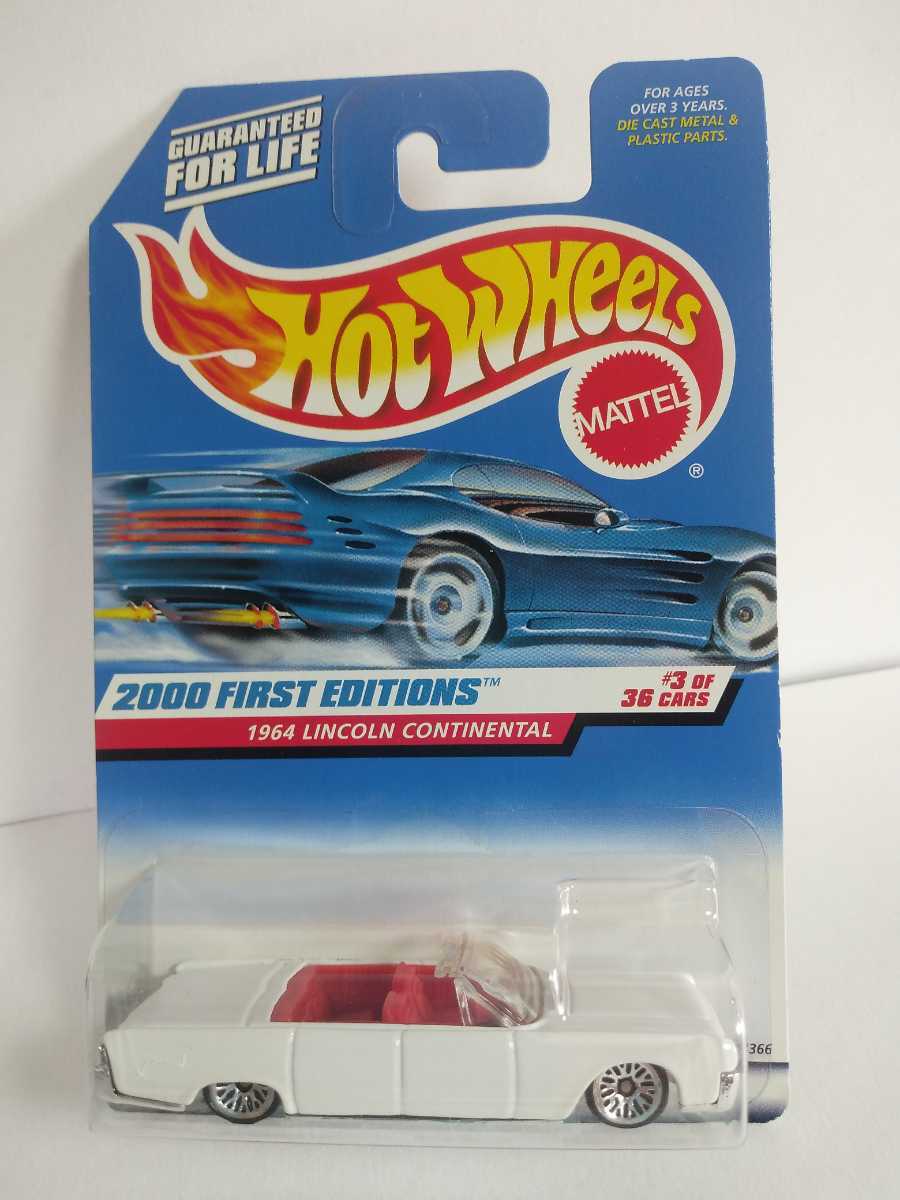 GUARANTEED
FOR LIFE
FOR AGES
OVER 3 YEARS.
DIE CAST METAL &
PLASTIC PARTS.
HOT WHEELS
MATTEL
®
2000 FIRST EDITIONS™
#3 OF
36 CARS
1964 LINCOLN CONTINENTAL
366